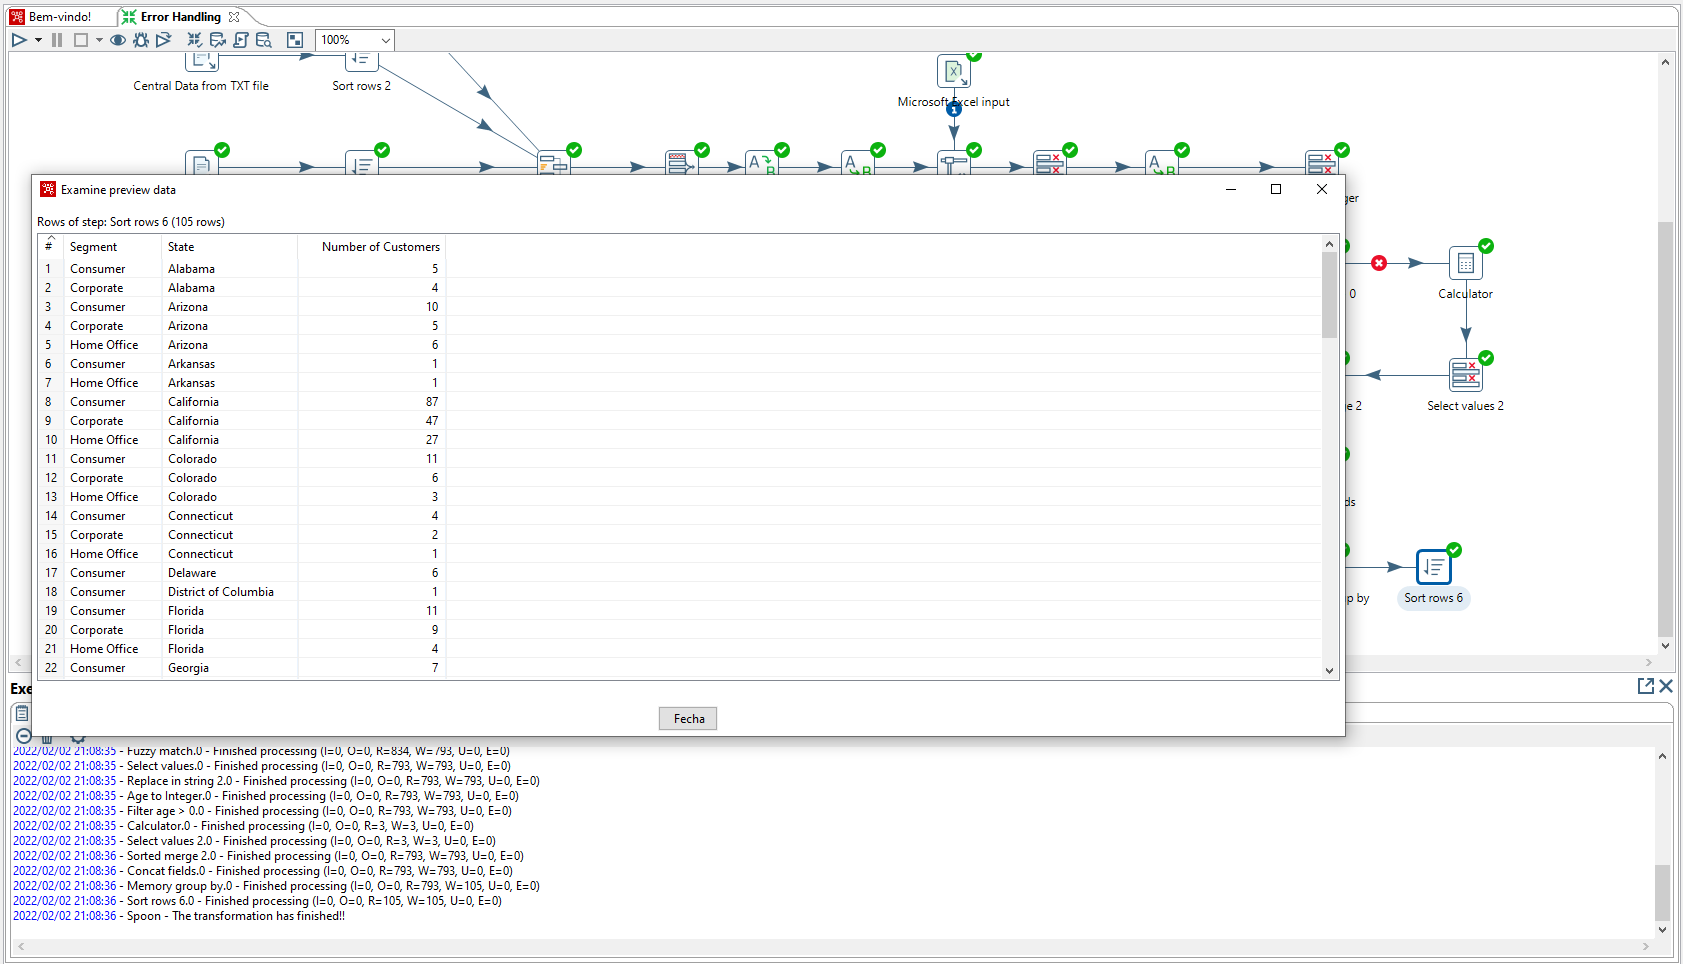 Bem-vindo!
Error Handling
100%
Central Data from TXT file
Sort rows 2
Microsoft Excel input
Examine preview data
Rows of step: Sort rows 6 (105 rows)
# Segment State Number of Customers
1 Consumer Alabama 5
2 Corporate Alabama 4
3 Consumer Arizona 10
4 Corporate Arizona 5
5 Home Office Arizona 6
6 Consumer Arkansas 1
7 Home Office Arkansas 1
8 Consumer California 87
9 Corporate California 47
10 Home Office California 27
11 Consumer Colorado 11
12 Corporate Colorado 6
13 Home Office Colorado 3
14 Consumer Connecticut 4
15 Corporate Connecticut 2
16 Home Office Connecticut 1
17 Consumer Delaware 6
18 Consumer District of Columbia 1
19 Consumer Florida 11
20 Corporate Florida 9
21 Home Office Florida 4
22 Consumer Georgia 7
Fecha
ger
0
Calculator
e 2
Select values 2
ds
p by
Sort rows 6
Exe
2022/02/02 21:08:35 - Fuzzy match.0 - Finished processing (I=0, O=0, R=834, W=793, U=0, E=0)
2022/02/02 21:08:35 - Select values.0 - Finished processing (I=0, O=0, R=793, W=793, U=0, E=0)
2022/02/02 21:08:35 - Replace in string 2.0 - Finished processing (I=0, O=0, R=793, W=793, U=0, E=0)
2022/02/02 21:08:35 - Age to Integer.0 - Finished processing (I=0, O=0, R=793, W=793, U=0, E=0)
2022/02/02 21:08:35 - Filter age > 0.0 - Finished processing (I=0, O=0, R=793, W=793, U=0, E=0)
2022/02/02 21:08:35 - Calculator.0 - Finished processing (I=0, O=0, R=3, W=3, U=0, E=0)
2022/02/02 21:08:35 - Select values 2.0 - Finished processing (I=0, O=0, R=3, W=3, U=0, E=0)
2022/02/02 21:08:36 - Sorted merge 2.0 - Finished processing (I=0, O=0, R=793, W=793, U=0, E=0)
2022/02/02 21:08:36 - Concat fields.0 - Finished processing (I=0, O=0, R=793, W=793, U=0, E=0)
2022/02/02 21:08:36 - Memory group by.0 - Finished processing (I=0, O=0, R=793, W=105, U=0, E=0)
2022/02/02 21:08:36 - Sort rows 6.0 - Finished processing (I=0, O=0, R=105, W=105, U=0, E=0)
2022/02/02 21:08:36 - Spoon - The transformation has finished!!